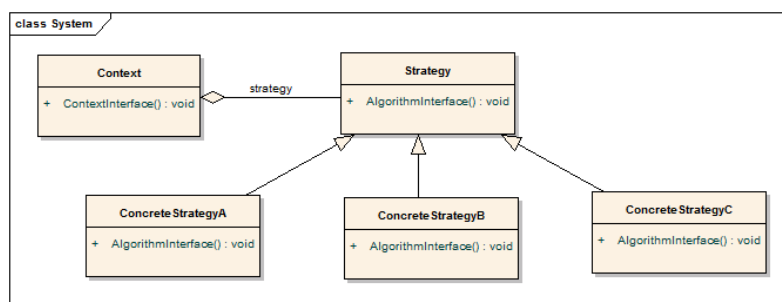 class System
Context
+ ContextInterface() : void
strategy
Strategy
+ AlgorithmInterface() : void
ConcreteStrategyA
+ AlgorithmInterface() : void
ConcreteStrategyB
+ AlgorithmInterface() : void
ConcreteStrategyC
+ AlgorithmInterface() : void